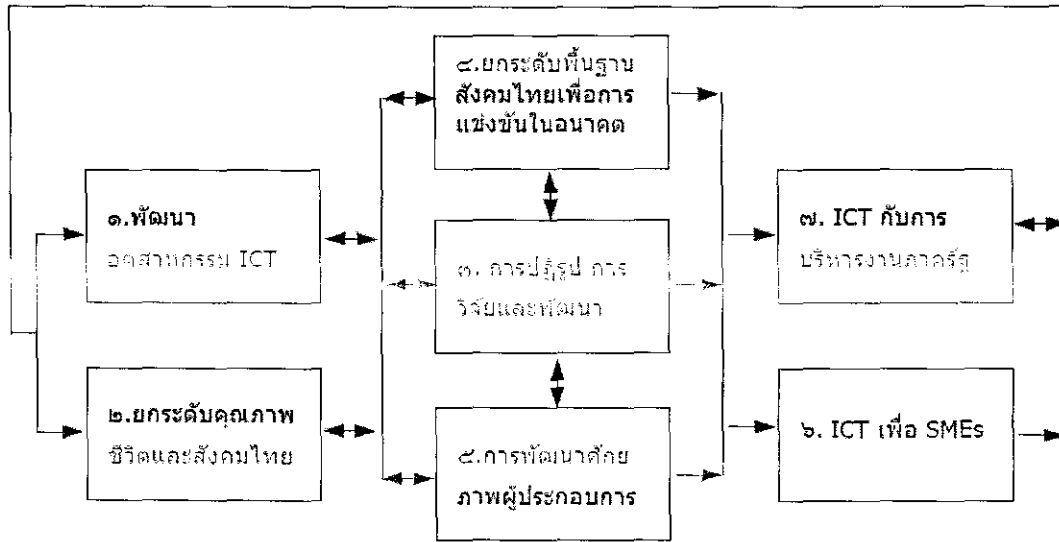 ๔.ยกระดับพื้นฐาน
สังคมไทยเพื่อการ
แข่งขันในอนาคต
๑.พัฒนา
อุตสาหกรรม ICT
๓. การปฏิรูป การ
วิจัยและพัฒนา
๗. ICT กับการ
บริหารงานภาครัฐ
๒.ยกระดับคุณภาพ
ชีวิตและสังคมไทย
๕.การพัฒนาศักย
ภาพผู้ประกอบการ
๖. ICT เพื่อ SMEs